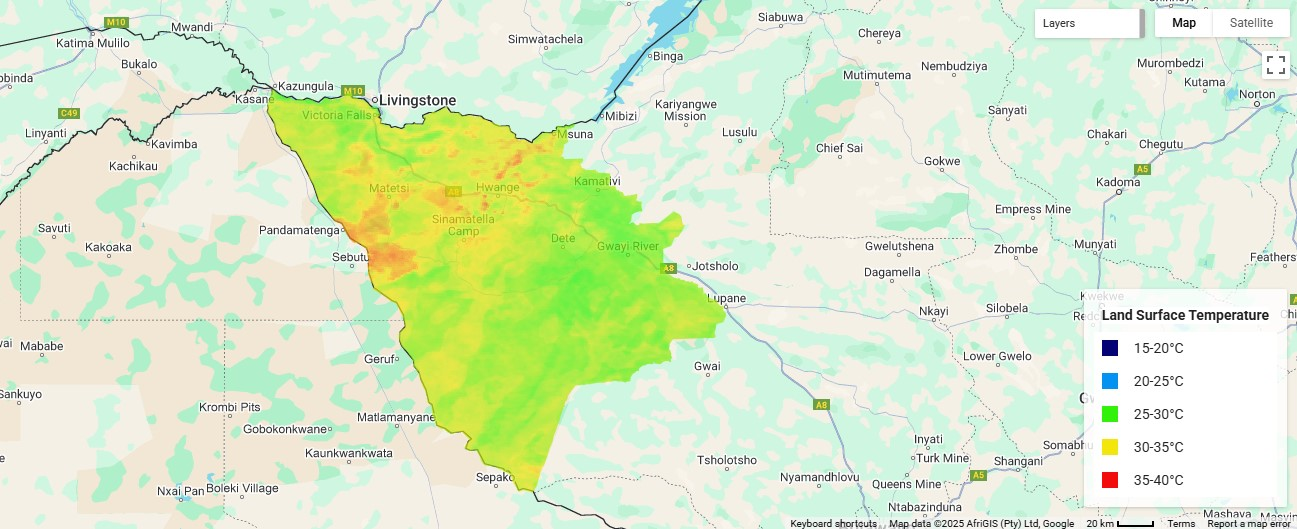 M10
Mwandi
Katima Mulilo
Bukalo
Simwatachela
Siabuwa
Chereya
Layers
Map
Satellite
Binga
Mutimutema
Nembudziya
Murombedzi
Kutama
Norton
Kazungula
M10
Kasane
Livingstone
Kariyangwe
Mission
Sanyati
C49
Victoria Falls
Mibizi
Linyanti
Kavimba
Msuna
Lusulu
Chakari
Chegutu
Kachikau
Chief Sai
Gokwe
A5
Kamativi
Kadoma
Matetsi
A8
Hwange
Empress Mine
Savuti
Pandamatenga
Sinamatella
Camp
Kakoaka
Dete
Gwayi River
Gwelutshena
Zhombe
Munyati
Sebutu
A8
Jotsholo
Dagamella
Lupane
Kwekwe
Nkayi
Silobela
Land Surface Temperature
15-20°C
20-25°C
25-30°C
30-35°C
35-40°C
Mababe
Geruf
Gwai
Lower Gwelo
Sankuyo
Krombi Pits
Gobokonkwane
Matlamanyane
A8
Kaunkwankwata
Inyati
Turk Mine
Somabhu
Shangani
Tsholotsho
Sepako
Nyamandhlovu
Queens Mine
A5
Nxai Pan
Boleki Village
Ntabazinduna
Mashava
Keyboard shortcuts
Map data ©2025 AfriGIS (Pty) Ltd, Google
20 km
Terms
Report a map error